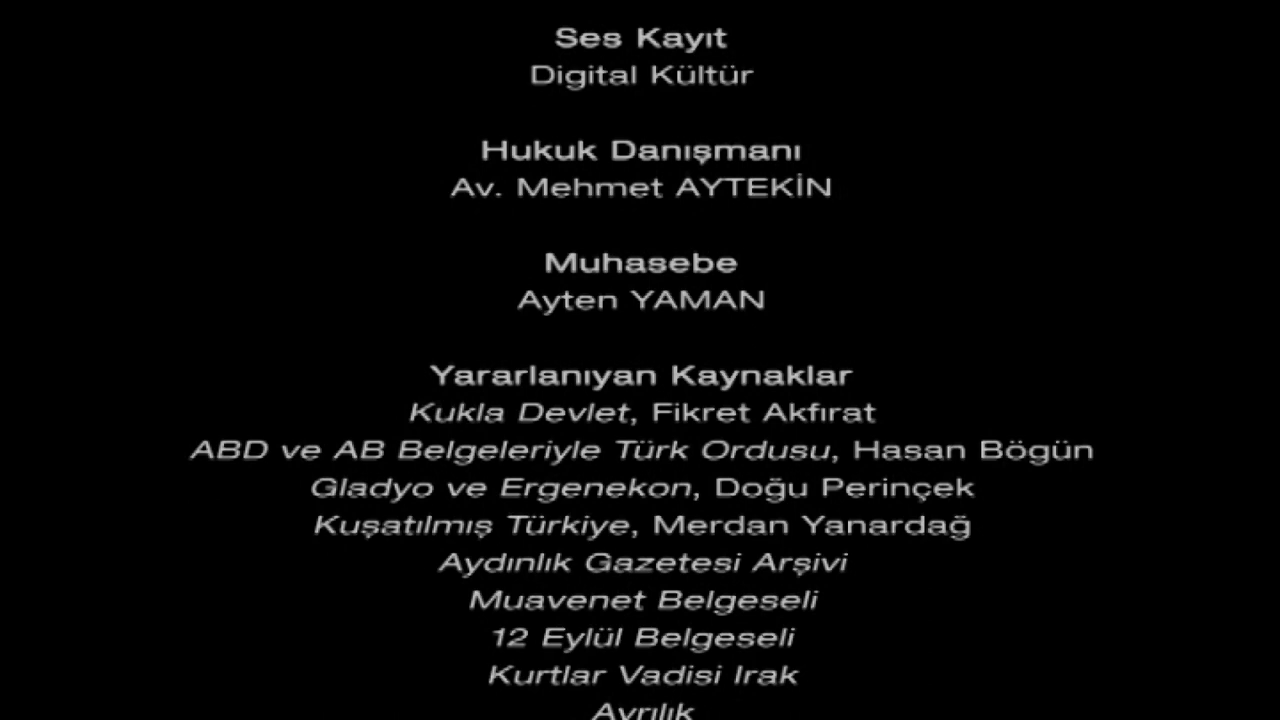 Ses Kayıt
Digital Kültür
Hukuk Danışmanı
Av. Mehmet AYTEKİN
Muhasebe
Ayten YAMAN
Yararlanıyan Kaynaklar
Kukla Devlet, Fikret Akfırat
ABD ve AB Belgeleriyle Türk Ordusu, Hasan Bögün
Gladyo ve Ergenekon, Doğu Perinçek
Kuşatılmış Türkiye, Merdan Yanardağ
Aydınlık Gazetesi Arşivi
Muavenet Belgeseli
12 Eylül Belgeseli
Kurtlar Vadisi Irak
Ayrılık